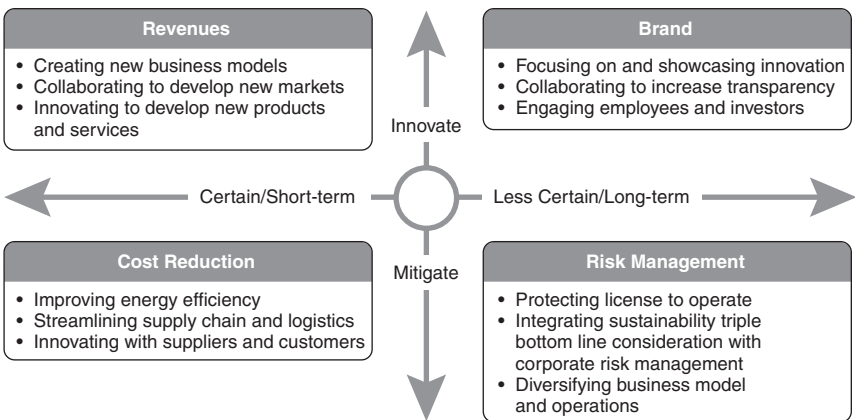 Revenues
• Creating new business models
• Collaborating to develop new markets
• Innovating to develop new products
and services
Brand
• Focusing on and showcasing innovation
• Collaborating to increase transparency
• Engaging employees and investors
Innovate
Certain/Short-term
Less Certain/Long-term
Mitigate
Cost Reduction
• Improving energy efficiency
• Streamlining supply chain and logistics
• Innovating with suppliers and customers
Risk Management
• Protecting license to operate
• Integrating sustainability triple
bottom line consideration with
corporate risk management
• Diversifying business model
and operations